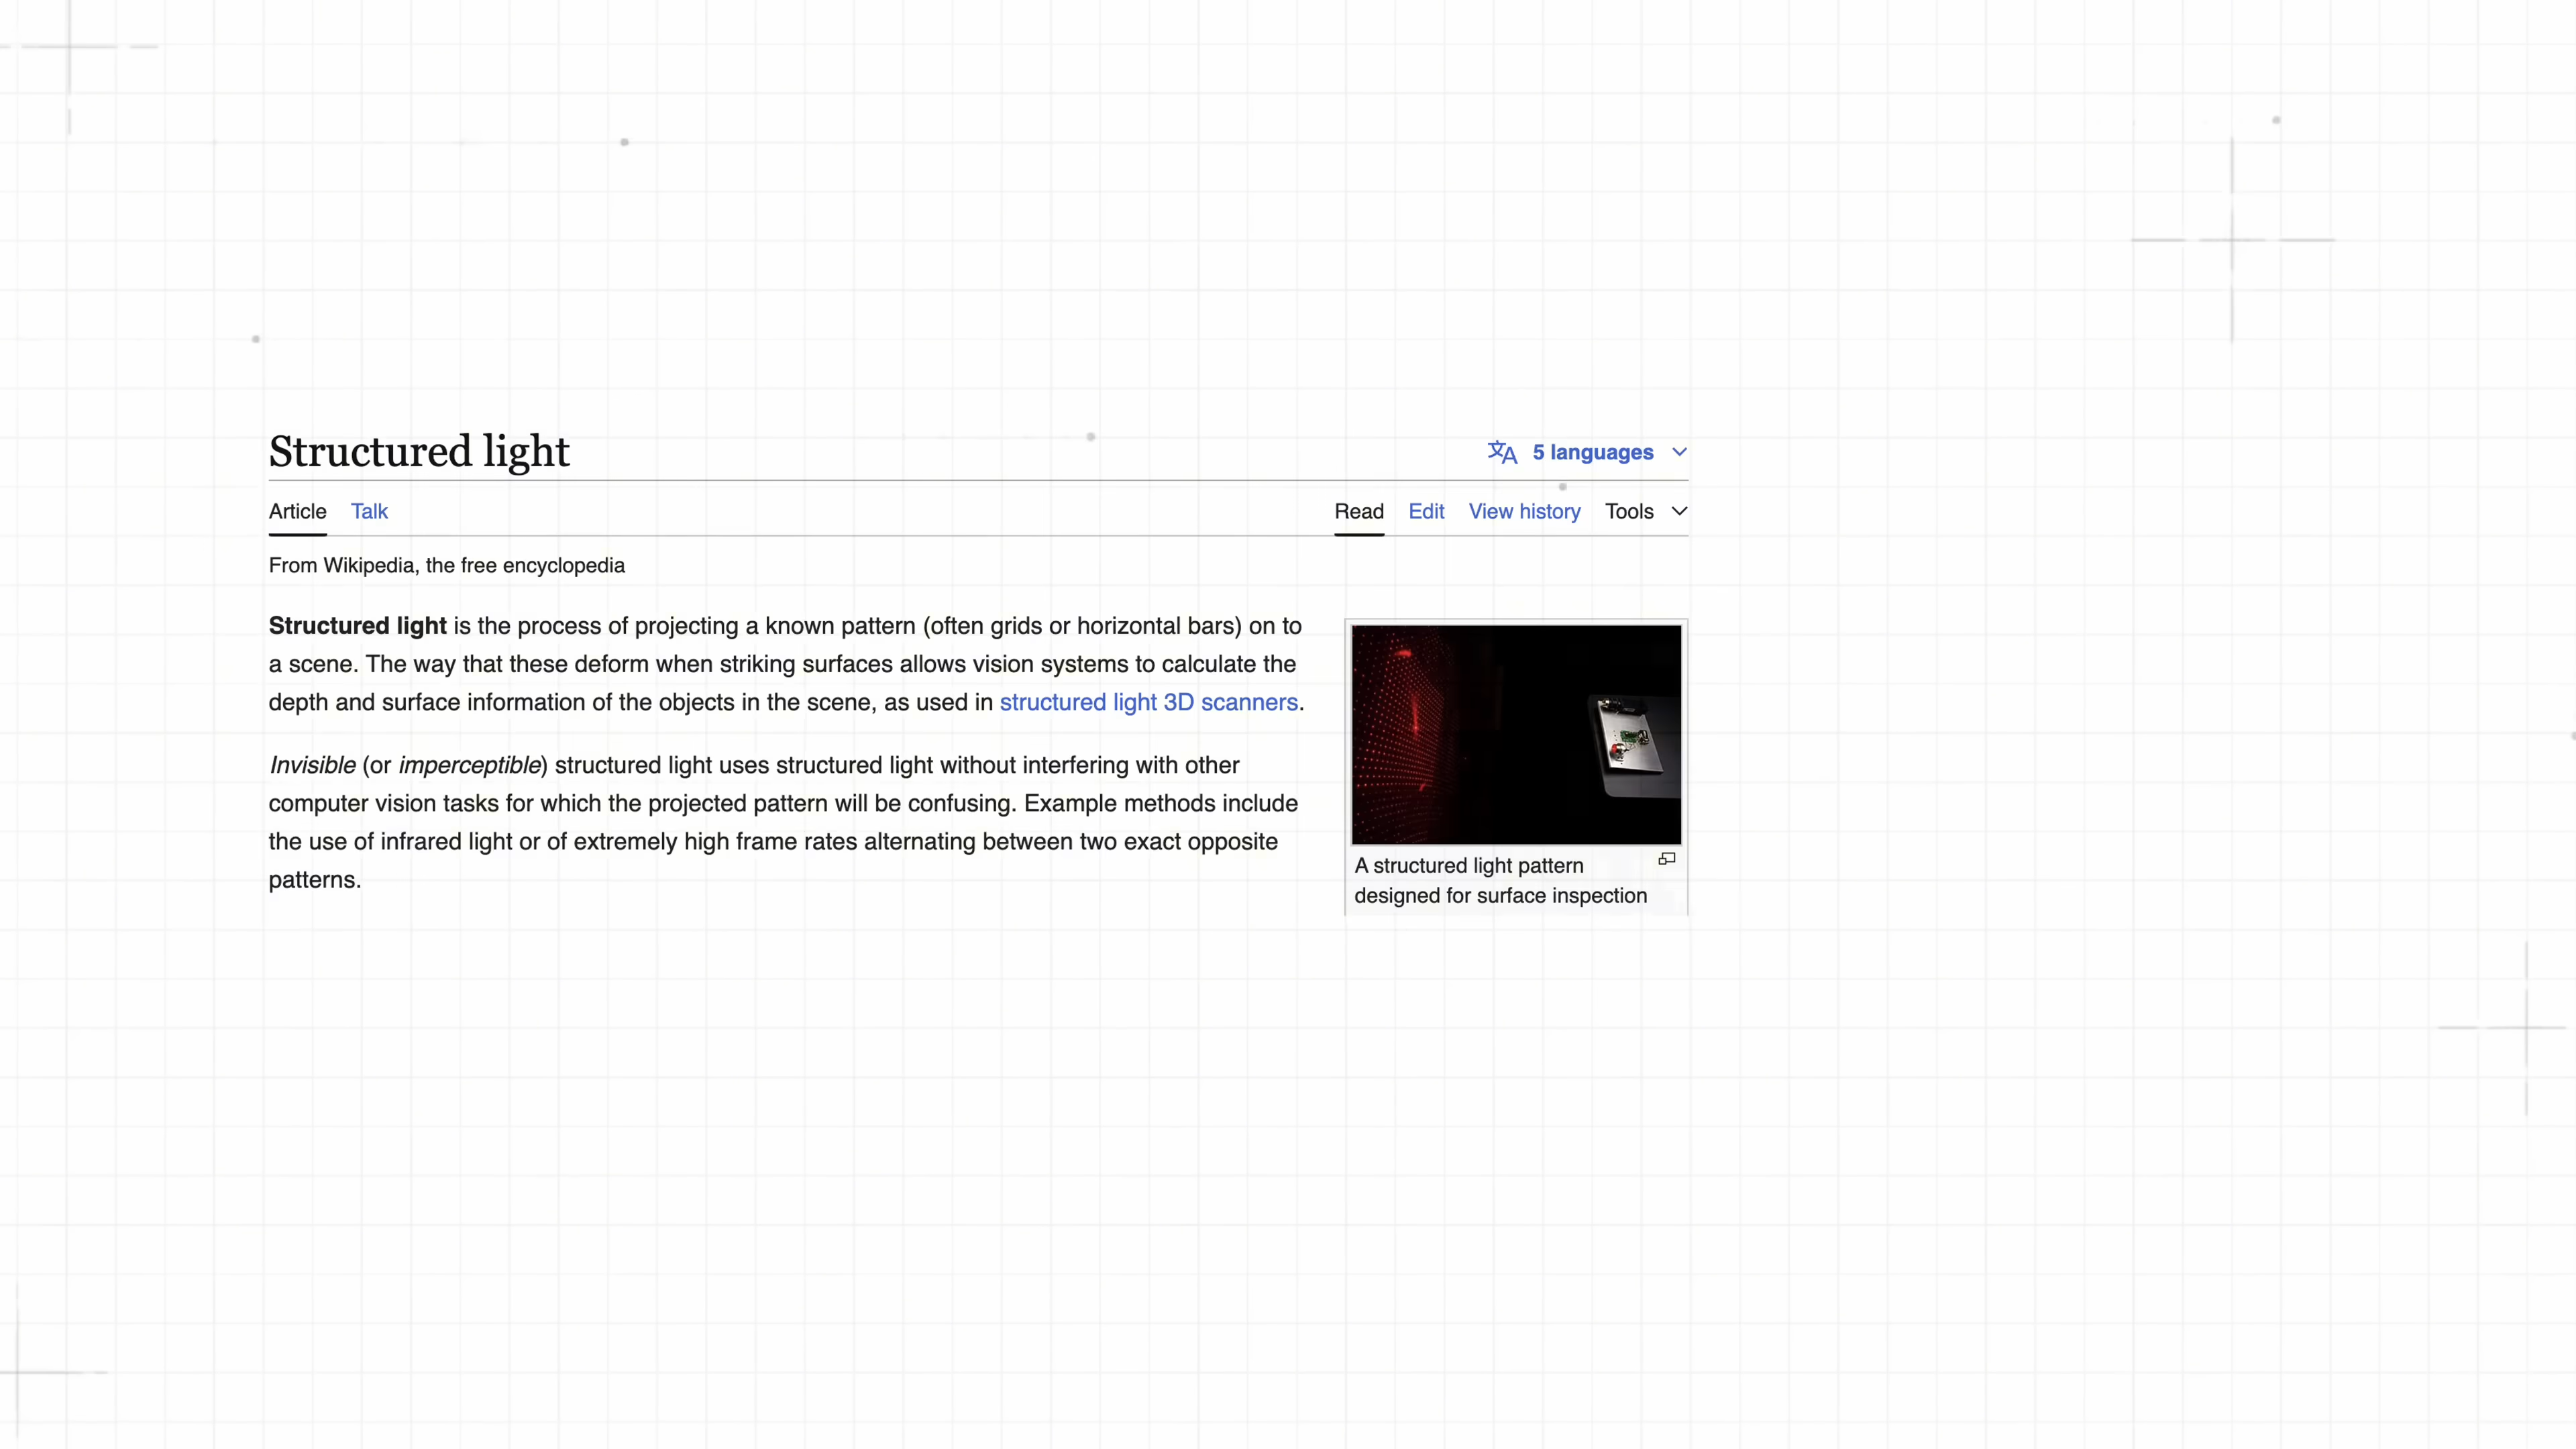 Structured light
5 languages
Article Talk
Read Edit View history Tools
From Wikipedia, the free encyclopedia
Structured light is the process of projecting a known pattern (often grids or horizontal bars) on to
a scene. The way that these deform when striking surfaces allows vision systems to calculate the
depth and surface information of the objects in the scene, as used in structured light 3D scanners.
Invisible (or imperceptible) structured light uses structured light without interfering with other
computer vision tasks for which the projected pattern will be confusing. Example methods include
the use of infrared light or of extremely high frame rates alternating between two exact opposite
patterns.
A structured light pattern
designed for surface inspection